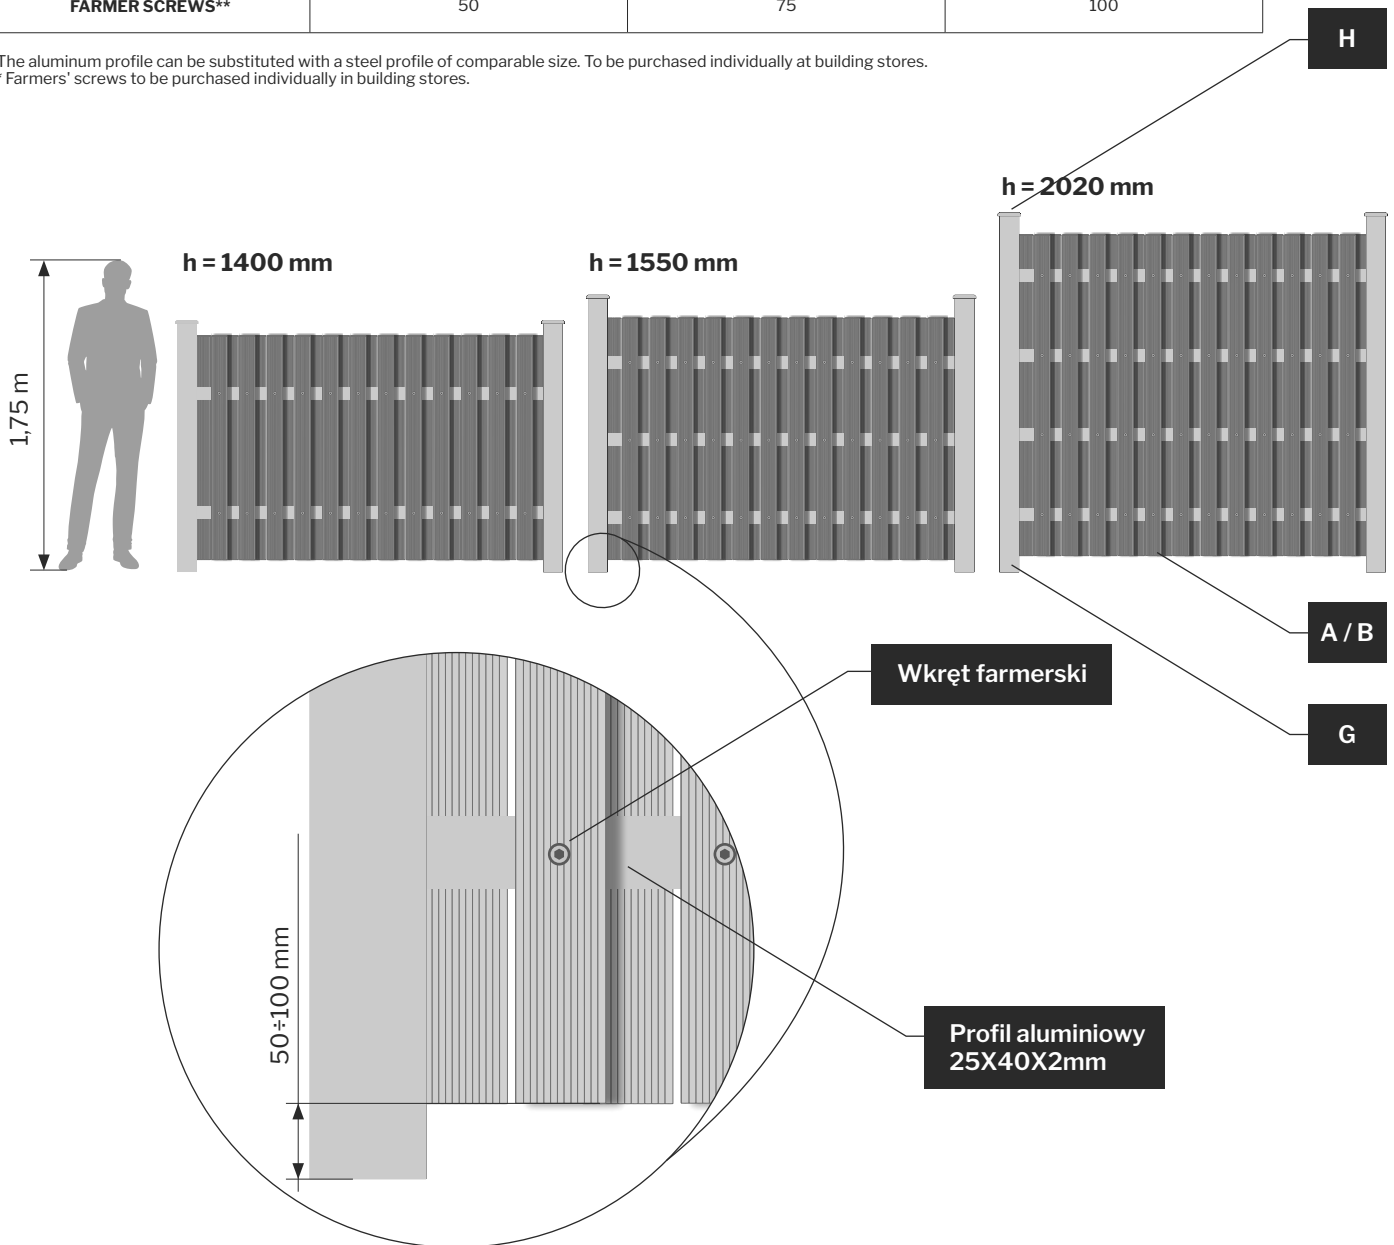 FARMER SCREWS** 50 75 100
The aluminum profile can be substituted with a steel profile of comparable size. To be purchased individually at building stores.
* Farmers' screws to be purchased individually in building stores.
H
h = 2020 mm
h = 1400 mm
h = 1550 mm
1,75 m
A / B
Wkręt farmerski
G
50÷100 mm
Profil aluminiowy
25X40X2mm